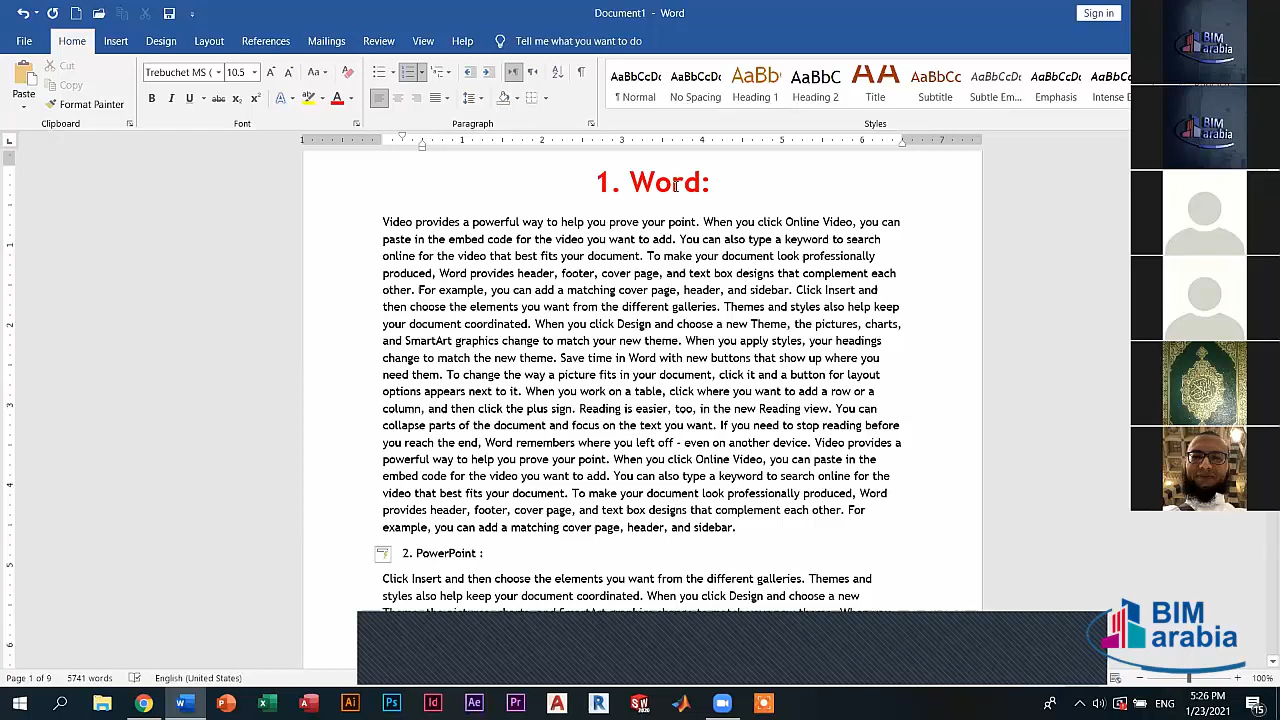 Document1 - Word
Sign in
File Home Insert Design Layout References Mailings Review View Help Tell me what you want to do
Cut
Copy
Format Painter
Paste
Clipboard
Trebuchet MS ( 10.5
Font
Paragraph
AaBbCcDc AaBbCcDc AaBb AaBbC AA AaBbCc AaBbCcDc AaBbCcDc AaBbCcDc
¶ Normal No Spacing Heading 1 Heading 2 Title Subtitle Subtle Em... Emphasis Intense E
Styles
1. Word:
Video provides a powerful way to help you prove your point. When you click Online Video, you can
paste in the embed code for the video you want to add. You can also type a keyword to search
online for the video that best fits your document. To make your document look professionally
produced, Word provides header, footer, cover page, and text box designs that complement each
other. For example, you can add a matching cover page, header, and sidebar. Click Insert and
then choose the elements you want from the different galleries. Themes and styles also help keep
your document coordinated. When you click Design and choose a new Theme, the pictures, charts,
and SmartArt graphics change to match your new theme. When you apply styles, your headings
change to match the new theme. Save time in Word with new buttons that show up where you
need them. To change the way a picture fits in your document, click it and a button for layout
options appears next to it. When you work on a table, click where you want to add a row or a
column, and then click the plus sign. Reading is easier, too, in the new Reading view. You can
collapse parts of the document and focus on the text you want. If you need to stop reading before
you reach the end, Word remembers where you left off - even on another device. Video provides a
powerful way to help you prove your point. When you click Online Video, you can paste in the
embed code for the video you want to add. You can also type a keyword to search online for the
video that best fits your document. To make your document look professionally produced, Word
provides header, footer, cover page, and text box designs that complement each other. For
example, you can add a matching cover page, header, and sidebar.
2. PowerPoint :
Click Insert and then choose the elements you want from the different galleries. Themes and
styles also help keep your document coordinated. When you click Design and choose a new
BIM
arabia
BIM
arabia
BIM
arabia
Page 1 of 9 5741 words English (United States) 100%
ENG
5:26 PM
1/23/2021
15